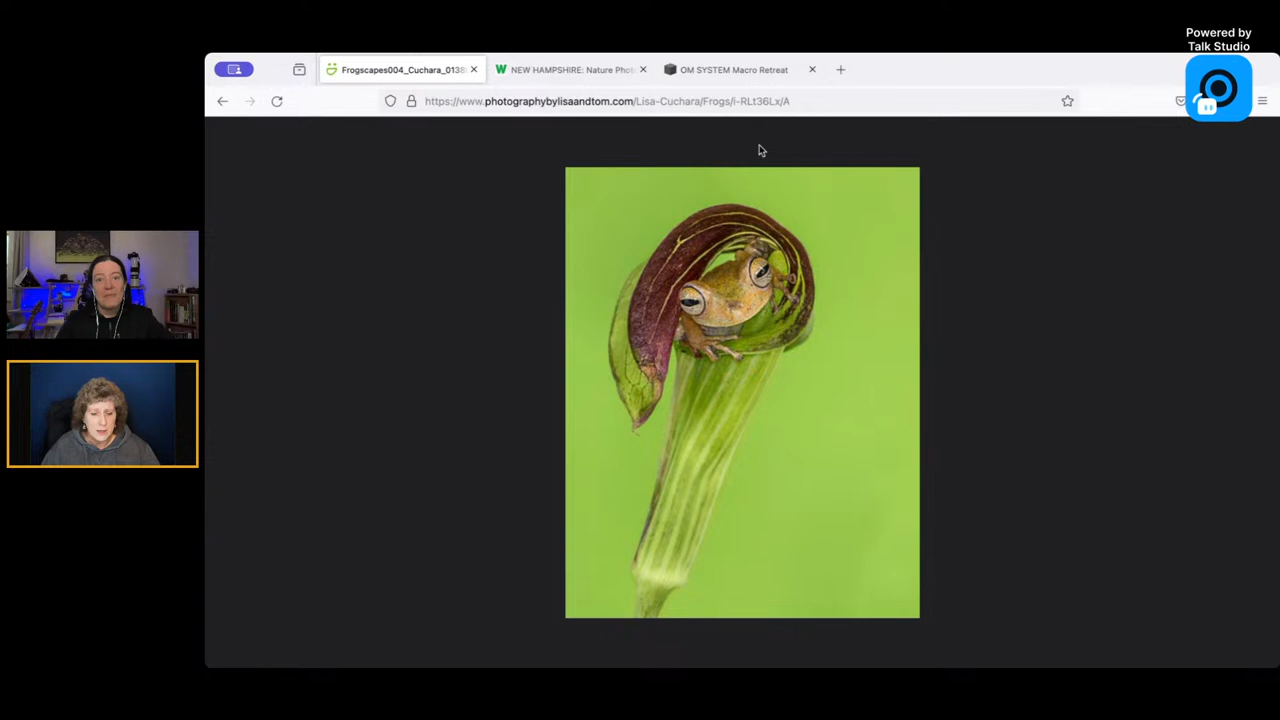 Powered by
Talk Studio
Frogscapes004_Cuchara_0138
NEW HAMPSHIRE: Nature Phot
OM SYSTEM Macro Retreat
https://www.photographybylisaandtom.com/Lisa-Cuchara/Frogs/i-RLt36Lx/A